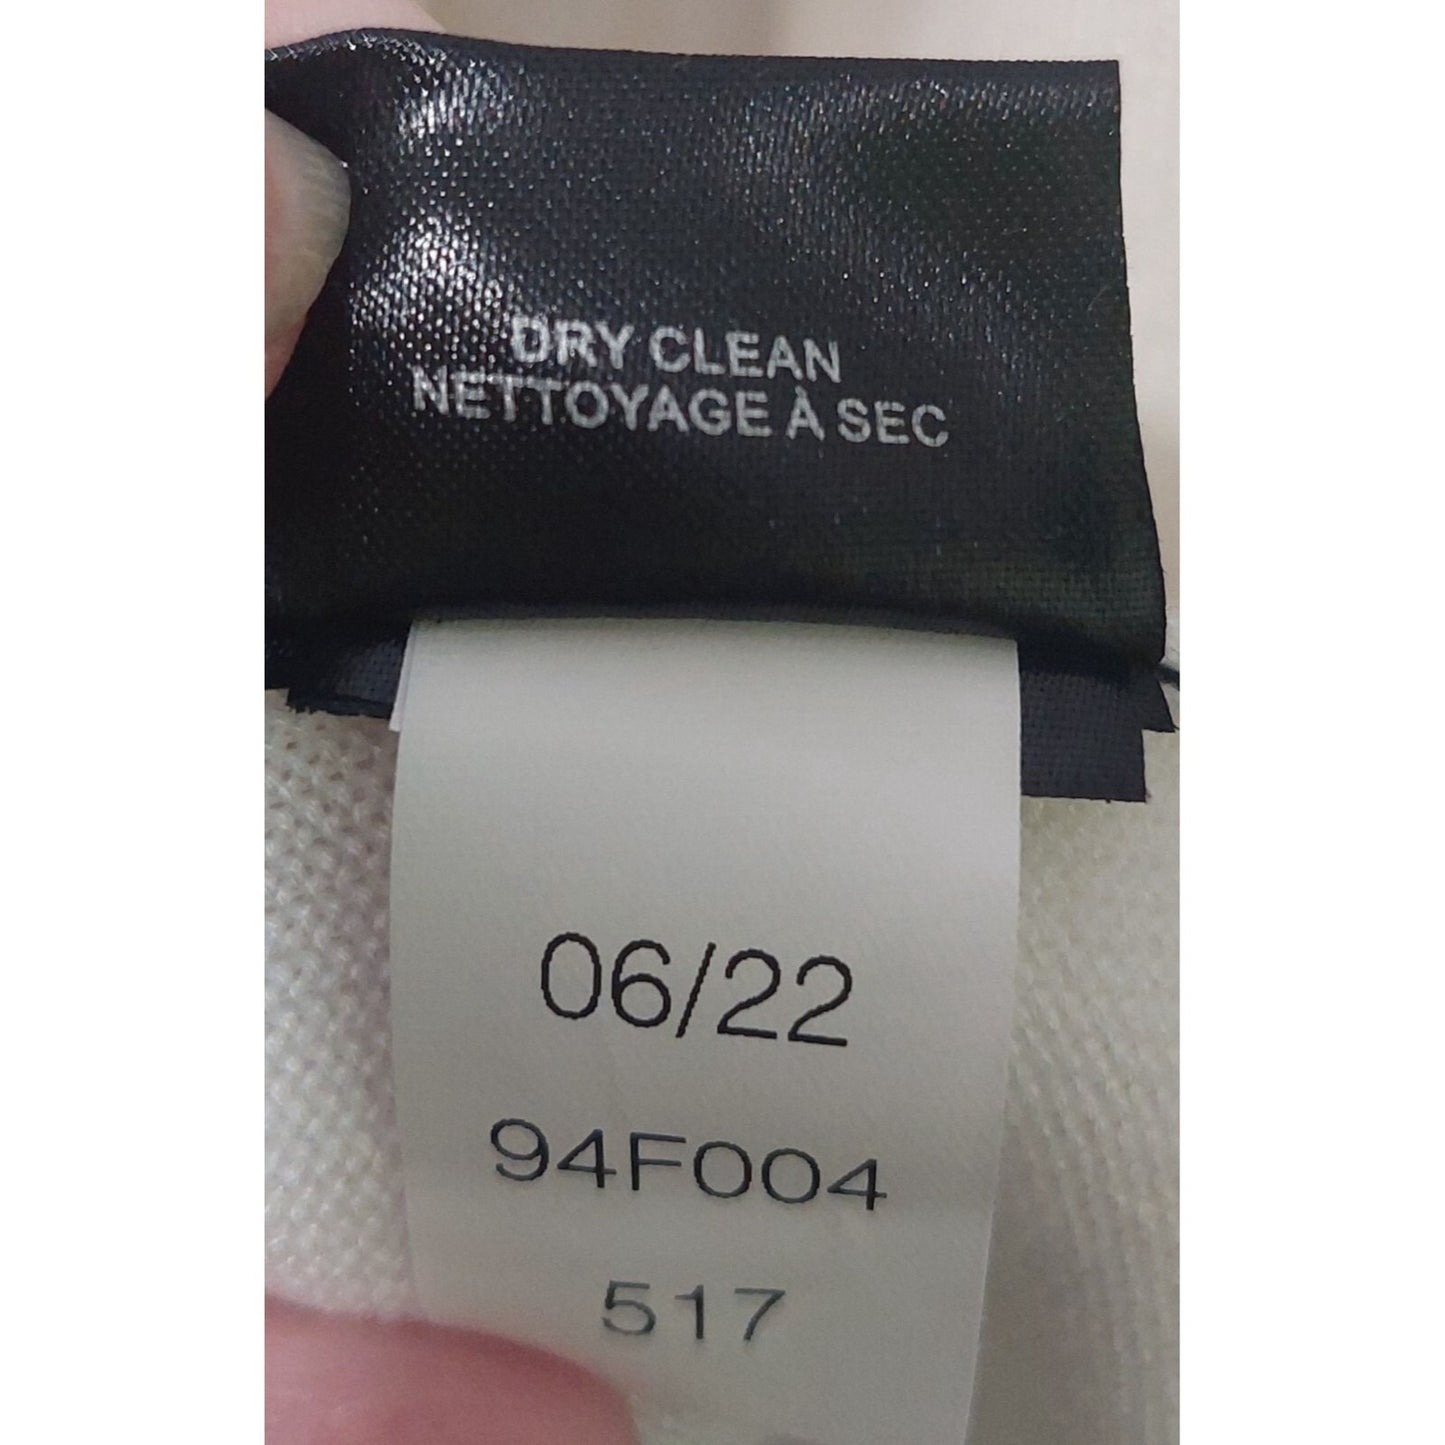 DRY CLEAN
NETTOYAGE À SEC
06/22
94F004
517